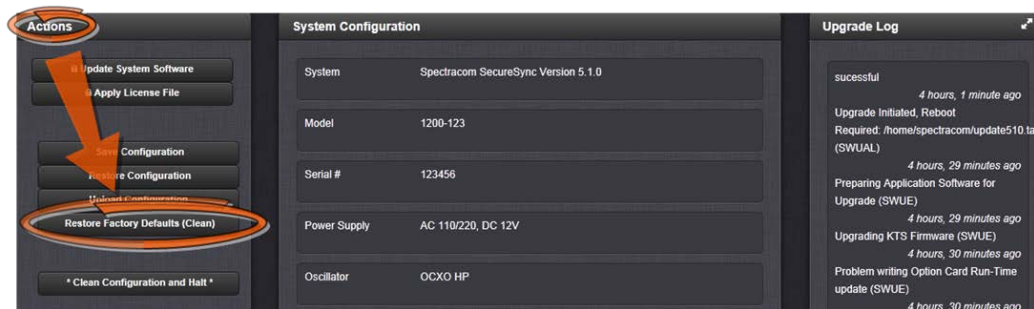 Actions
Update System Software
Apply License File
Save Configuration
Restore Configuration
Upload Configuration
Restore Factory Defaults (Clean)
* Clean Configuration and Halt *
System Configuration
System Spectracom SecureSync Version 5.1.0
Model 1200-123
Serial # 123456
Power Supply AC 110/220, DC 12V
Oscillator OCXO HP
Upgrade Log
sucessful
4 hours, 1 minute ago
Upgrade Initiated, Reboot
Required: /home/spectracom/update510.ta
(SWUAL)
4 hours, 29 minutes ago
Preparing Application Software for
Upgrade (SWUE)
4 hours, 29 minutes ago
Upgrading KTS Firmware (SWUE)
4 hours, 30 minutes ago
Problem writing Option Card Run-Time
update (SWUE)
4 hours, 30 minutes ago